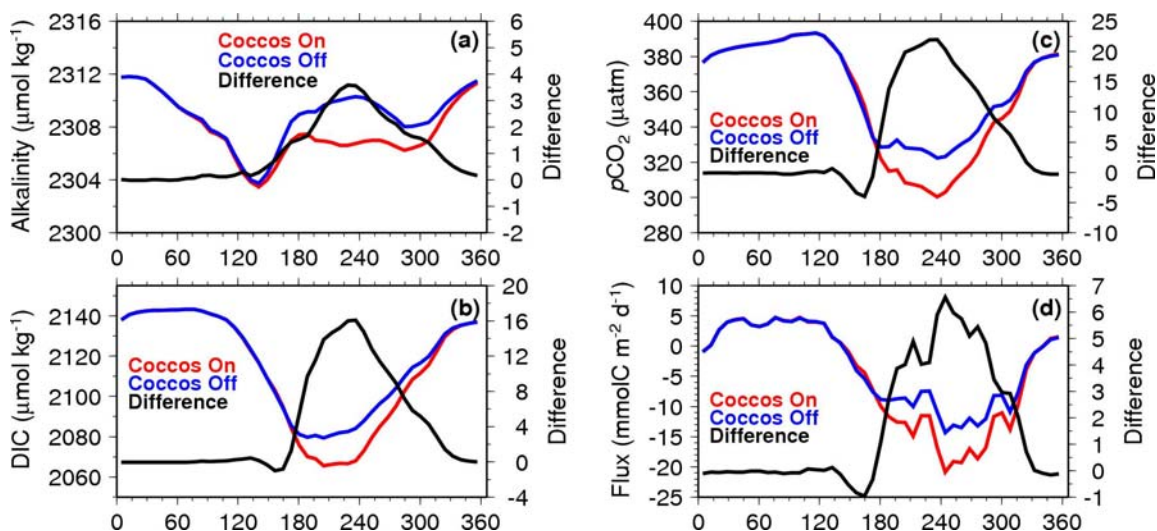 2316
2312
2308
2304
2300
Alkalinity (µmol kg⁻¹)
Coccos On
Coccos Off
Difference
(a)
6
5
4
3
2
1
0
-1
-2
Difference
0 60 120 180 240 300 360
400
380
360
340
320
300
280
pCO₂ (µatm)
Coccos On
Coccos Off
Difference
(c)
25
20
15
10
5
0
-5
-10
Difference
0 60 120 180 240 300 360
2140
2120
2100
2080
2060
DIC (µmol kg⁻¹)
Coccos On
Coccos Off
Difference
(b)
20
16
12
8
4
0
-4
Difference
0 60 120 180 240 300 360
10
5
0
-5
-10
-15
-20
-25
Flux (mmolC m⁻² d⁻¹)
Coccos On
Coccos Off
Difference
(d)
7
6
5
4
3
2
1
0
-1
Difference
0 60 120 180 240 300 360